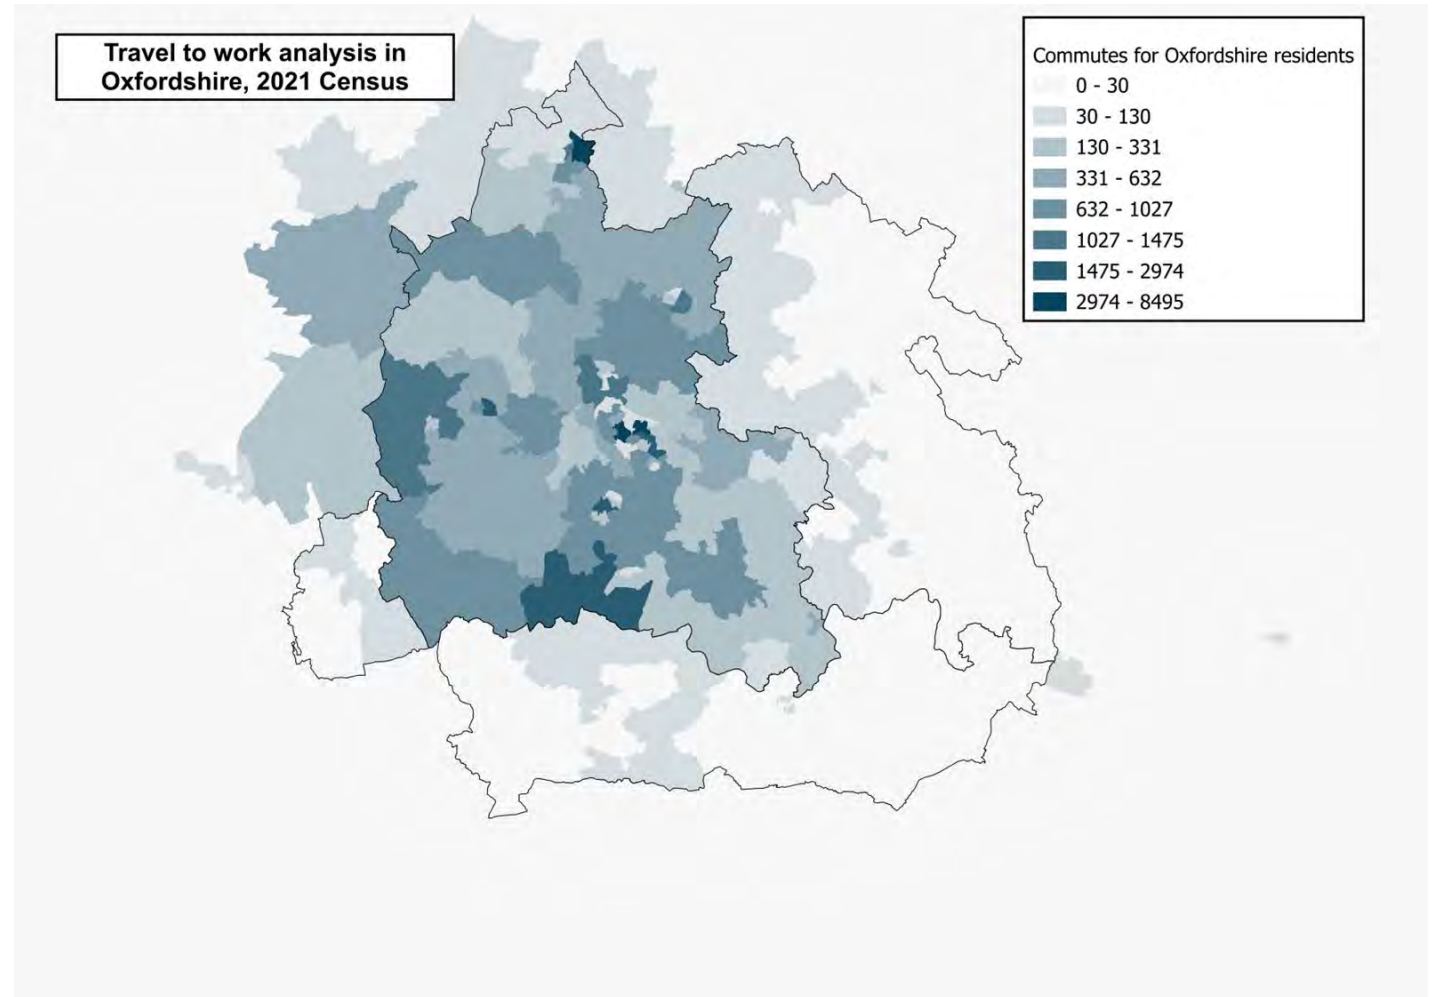 Travel to work analysis in
Oxfordshire, 2021 Census
Commutes for Oxfordshire residents
0 - 30
30 - 130
130 - 331
331 - 632
632 - 1027
1027 - 1475
1475 - 2974
2974 - 8495